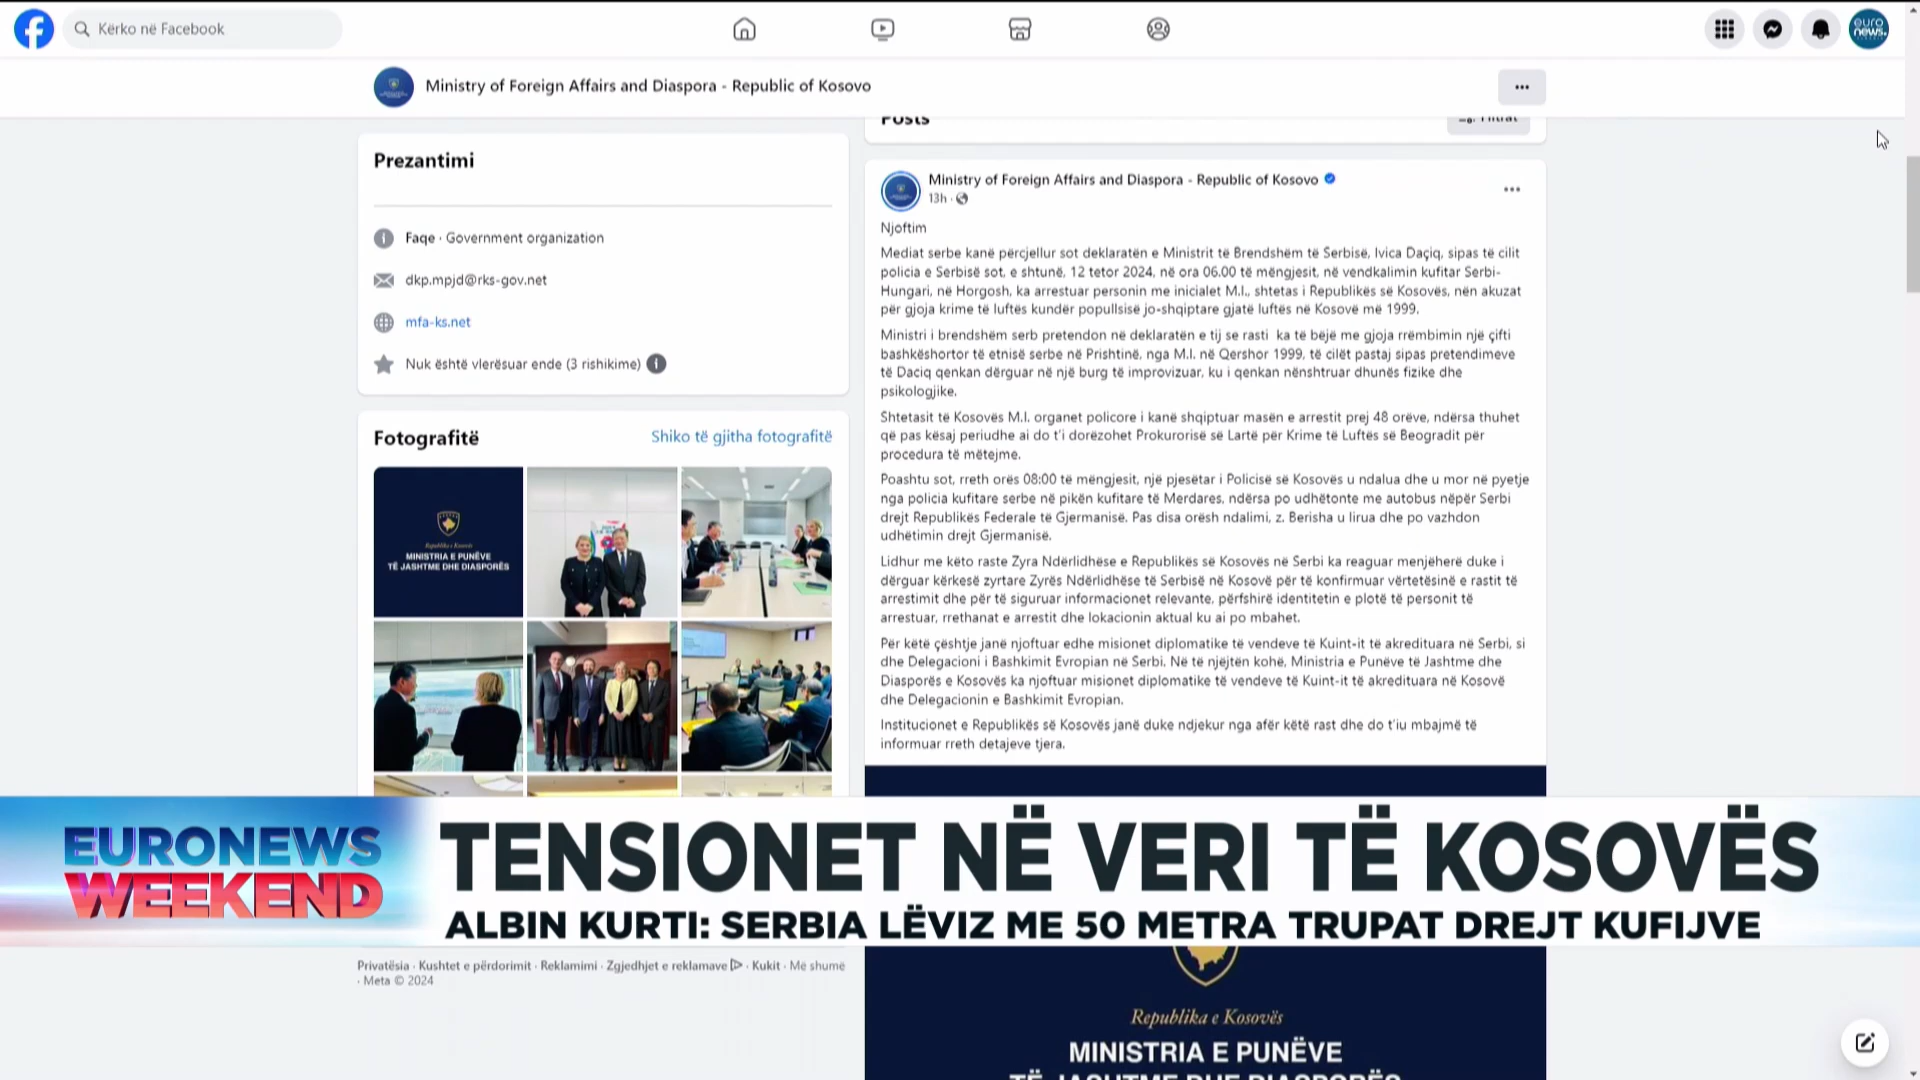 Kërko në Facebook
euro
news.
Ministry of Foreign Affairs and Diaspora - Republic of Kosovo
Posts
Filtrat
Prezantimi
Faqe · Government organization
dkp.mpjd@rks-gov.net
mfa-ks.net
Nuk është vlerësuar ende (3 rishikime)
Fotografitë
Shiko të gjitha fotografitë
Republika e Kosovës
MINISTRIA E PUNËVE
TË JASHTME DHE DIASPORËS
Ministry of Foreign Affairs and Diaspora - Republic of Kosovo
13h ·
Njoftim
Mediat serbe kanë përcjellur sot deklaratën e Ministrit të Brendshëm të Serbisë, Ivica Daçiq, sipas të cilit
policia e Serbisë sot, e shtunë, 12 tetor 2024, në ora 06.00 të mëngjesit, në vendkalimin kufitar Serbi-
Hungari, në Horgosh, ka arrestuar personin me inicialet M.I., shtetas i Republikës së Kosovës, nën akuzat
për gjoja krime të luftës kundër popullsisë jo-shqiptare gjatë luftës në Kosovë më 1999.
Ministri i brendshëm serb pretendon në deklaratën e tij se rasti  ka të bëjë me gjoja rrëmbimin një çifti
bashkëshortor të etnisë serbe në Prishtinë, nga M.I. në Qershor 1999, të cilët pastaj sipas pretendimeve
të Daciq qenkan dërguar në një burg të improvizuar, ku i qenkan nënshtruar dhunës fizike dhe
psikologjike.
Shtetasit të Kosovës M.I. organet policore i kanë shqiptuar masën e arrestit prej 48 orëve, ndërsa thuhet
që pas kësaj periudhe ai do t'i dorëzohet Prokurorisë së Lartë për Krime të Luftës së Beogradit për
procedura të mëtejme.
Poashtu sot, rreth orës 08:00 të mëngjesit, një pjesëtar i Policisë së Kosovës u ndalua dhe u mor në pyetje
nga policia kufitare serbe në pikën kufitare të Merdares, ndërsa po udhëtonte me autobus nëpër Serbi
drejt Republikës Federale të Gjermanisë. Pas disa orësh ndalimi, z. Berisha u lirua dhe po vazhdon
udhëtimin drejt Gjermanisë.
Lidhur me këto raste Zyra Ndërlidhëse e Republikës së Kosovës në Serbi ka reaguar menjëherë duke i
dërguar kërkesë zyrtare Zyrës Ndërlidhëse të Serbisë në Kosovë për të konfirmuar vërtetësinë e rastit të
arrestimit dhe për të siguruar informacionet relevante, përfshirë identitetin e plotë të personit të
arrestuar, rrethanat e arrestit dhe lokacionin aktual ku ai po mbahet.
Për këtë çështje janë njoftuar edhe misionet diplomatike të vendeve të Kuint-it të akredituara në Serbi, si
dhe Delegacioni i Bashkimit Evropian në Serbi. Në të njëjtën kohë, Ministria e Punëve të Jashtme dhe
Diasporës e Kosovës ka njoftuar misionet diplomatike të vendeve të Kuint-it të akredituara në Kosovë
dhe Delegacionin e Bashkimit Evropian.
Institucionet e Republikës së Kosovës janë duke ndjekur nga afër këtë rast dhe do t'iu mbajmë të
informuar rreth detajeve tjera.
EURONEWS
WEEKEND
TENSIONET NË VERI TË KOSOVËS
ALBIN KURTI: SERBIA LËVIZ ME 50 METRA TRUPAT DREJT KUFIJVE
Privatësia · Kushtet e përdorimit · Reklamimi · Zgjedhjet e reklamave · Kukit · Më shumë
· Meta © 2024
Republika e Kosovës
MINISTRIA E PUNËVE
TË JASHTME DHE DIASPORËS